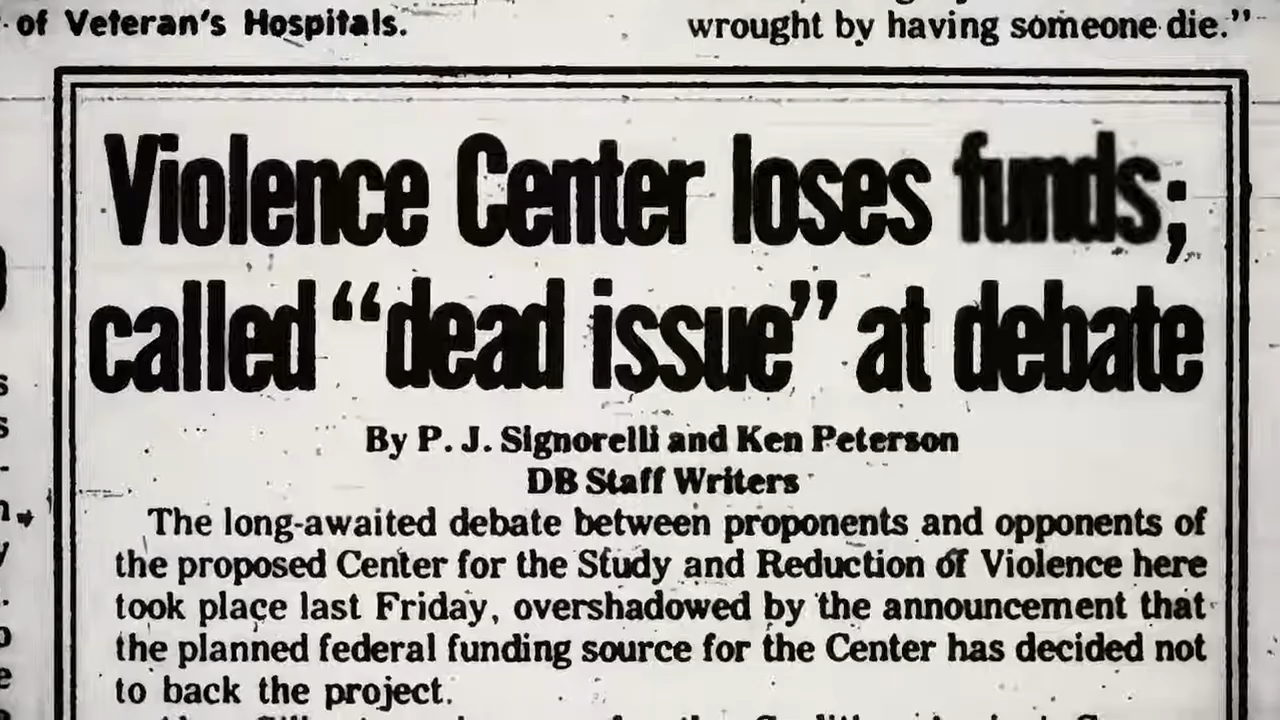 of Veteran's Hospitals.
wrought by having someone die."
Violence Center loses funds;
called "dead issue" at debate
By P. J. Signorelli and Ken Peterson
DB Staff Writers
The long-awaited debate between proponents and opponents of
the proposed Center for the Study and Reduction of Violence here
took place last Friday, overshadowed by the announcement that
the planned federal funding source for the Center has decided not
to back the project.